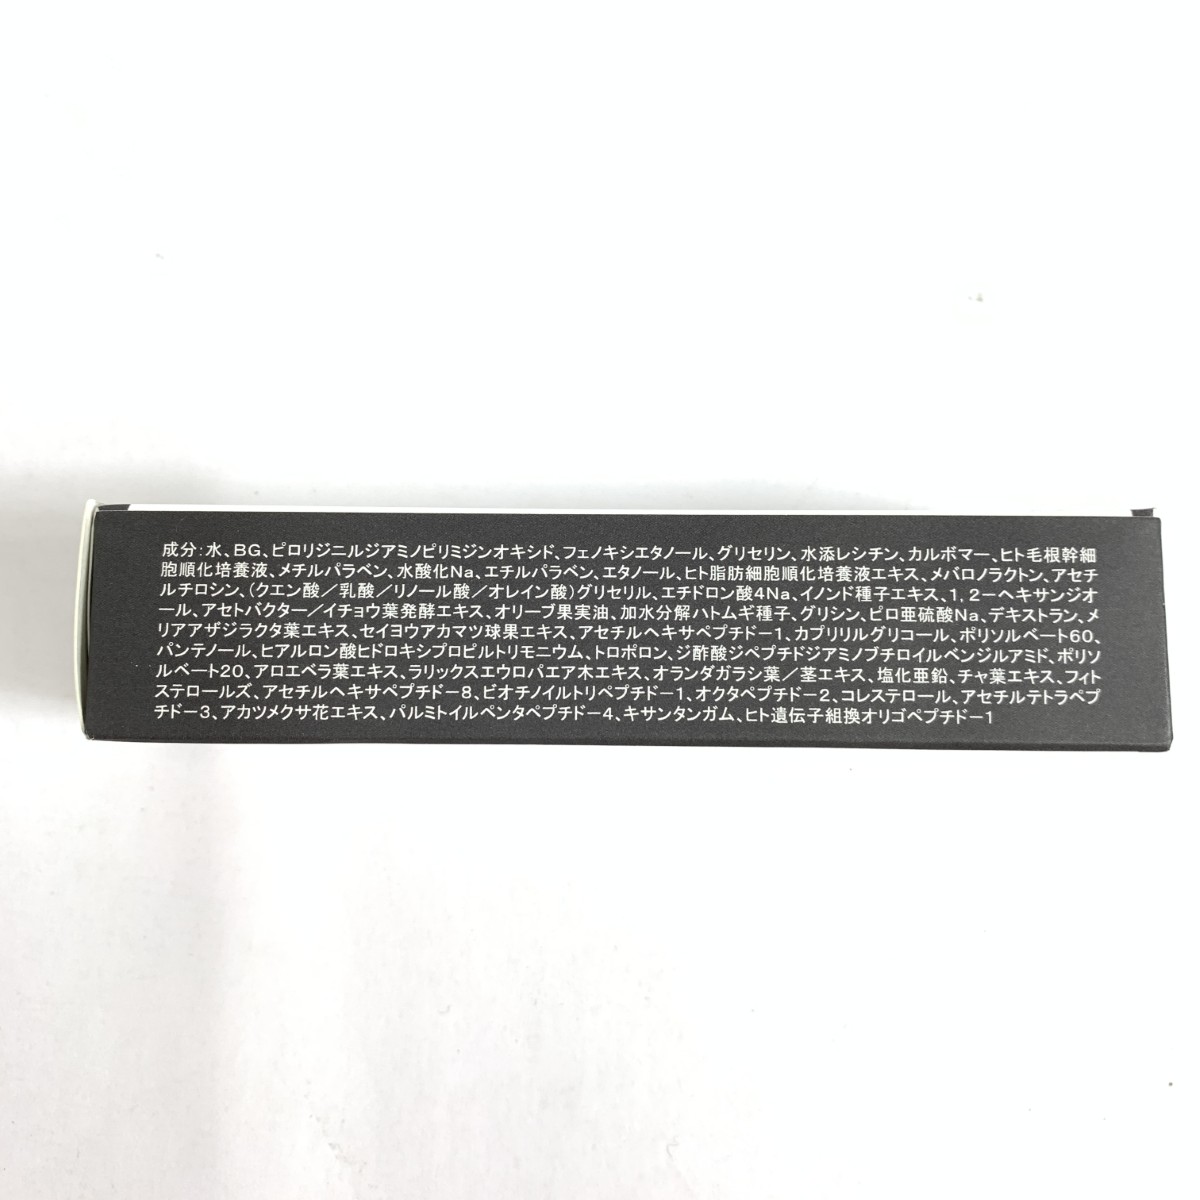 成分：水、BG、ピロリジニルジアミノピリミジンオキシド、フェノキシエタノール、グリセリン、水添レシチン、カルボマー、ヒト毛根幹細
胞順化培養液、メチルパラベン、水酸化Na、エチルパラベン、エタノール、ヒト脂肪細胞順化培養液エキス、メバロノラクトン、アセチ
ルチロシン、（クエン酸／乳酸／リノール酸／オレイン酸）グリセリル、エチドロン酸4Na、イノンド種子エキス、1，2－ヘキサンジオ
ール、アセトバクター／イチョウ葉発酵エキス、オリーブ果実油、加水分解ハトムギ種子、グリシン、ピロ亜硫酸Na、デキストラン、メ
リアアザジラクタ葉エキス、セイヨウアカマツ球果エキス、アセチルヘキサペプチド－1、カプリリルグリコール、ポリソルベート60、
パンテノール、ヒアルロン酸ヒドロキシプロピルトリモニウム、トロポロン、ジ酢酸ジペプチドジアミノブチロイルベンジルアミド、ポリソ
ルベート20、アロエベラ葉エキス、ラリックスエウロパエア木エキス、オランダガラシ葉／茎エキス、塩化亜鉛、チャ葉エキス、フィト
ステロールズ、アセチルヘキサペプチド－8、ビオチノイルトリペプチド－1、オクタペプチド－2、コレステロール、アセチルテトラペプ
チド－3、アカツメクサ花エキス、パルミトイルペンタペプチド－4、キサンタンガム、ヒト遺伝子組換オリゴペプチド－1